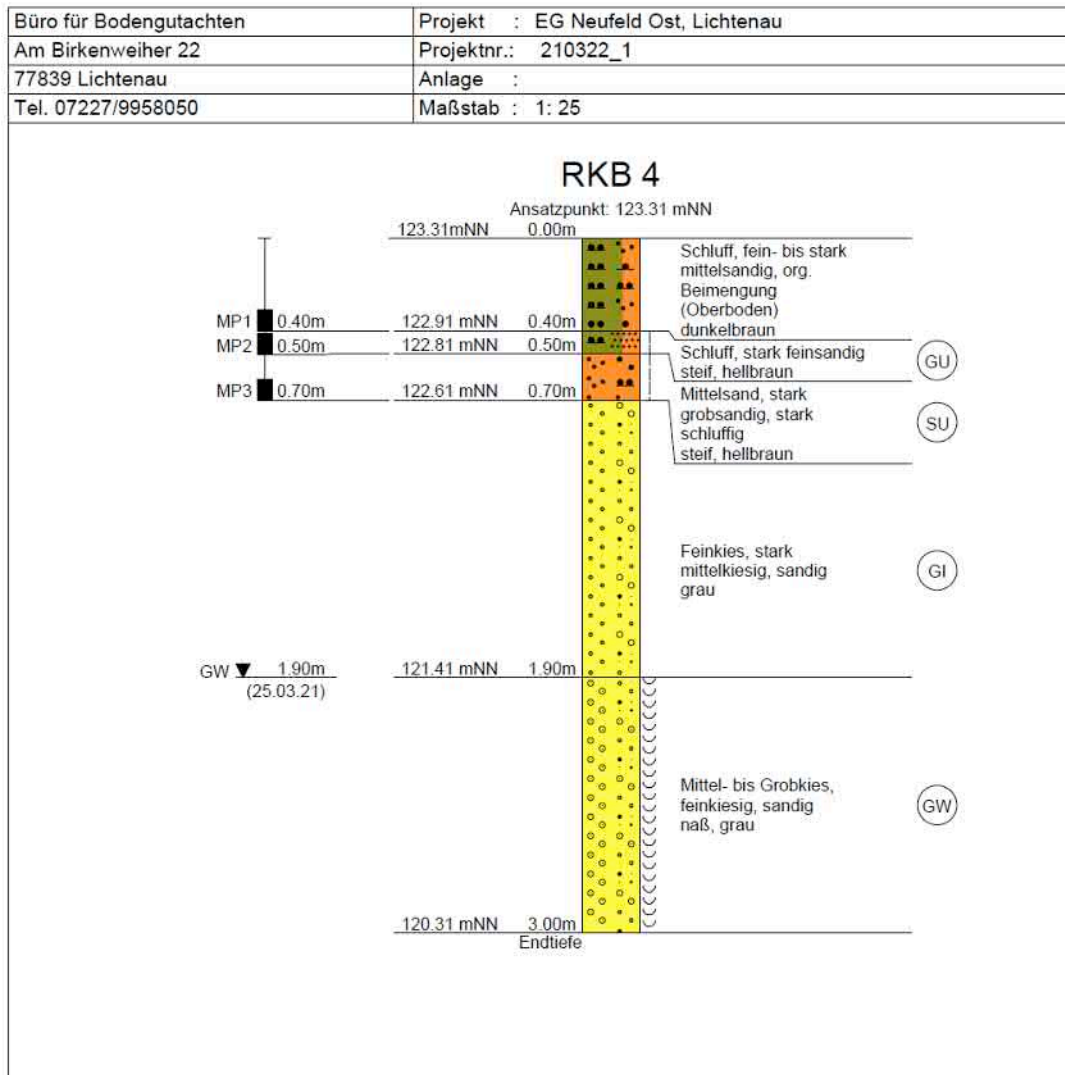 Büro für Bodengutachten
Projekt : EG Neufeld Ost, Lichtenau
Am Birkenweiher 22
Projektnr.: 210322_1
77839 Lichtenau
Anlage :
Tel. 07227/9958050
Maßstab : 1: 25
RKB 4
Ansatzpunkt: 123.31 mNN
123.31mNN 0.00m
Schluff, fein- bis stark
mittelsandig, org.
Beimengung
(Oberboden)
dunkelbraun
MP1 0.40m 122.91 mNN 0.40m
MP2 0.50m 122.81 mNN 0.50m
Schluff, stark feinsandig
steif, hellbraun
GU
MP3 0.70m 122.61 mNN 0.70m
Mittelsand, stark
grobsandig, stark
schluffig
steif, hellbraun
SU
Feinkies, stark
mittelkiesig, sandig
grau
GI
GW 1.90m 121.41 mNN 1.90m
(25.03.21)
Mittel- bis Grobkies,
feinkiesig, sandig
naß, grau
GW
120.31 mNN 3.00m
Endtiefe